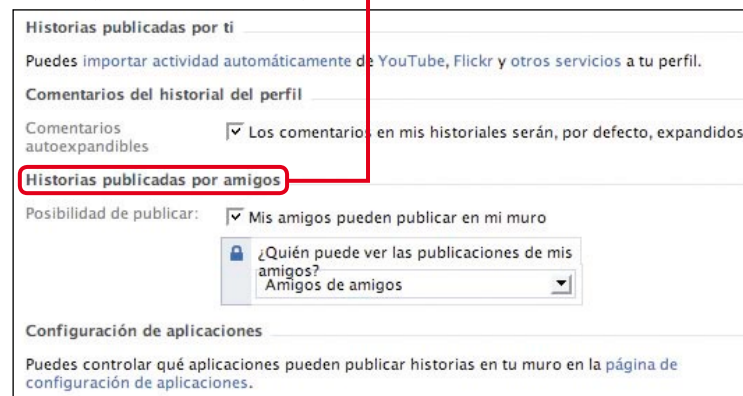 Historias publicadas por ti
Puedes importar actividad automáticamente de YouTube, Flickr y otros servicios a tu perfil.
Comentarios del historial del perfil
Comentarios autoexpandibles
Los comentarios en mis historiales serán, por defecto, expandidos
Historias publicadas por amigos
Posibilidad de publicar:
Mis amigos pueden publicar en mi muro
¿Quién puede ver las publicaciones de mis
amigos?
Amigos de amigos
Configuración de aplicaciones
Puedes controlar qué aplicaciones pueden publicar historias en tu muro en la página de
configuración de aplicaciones.